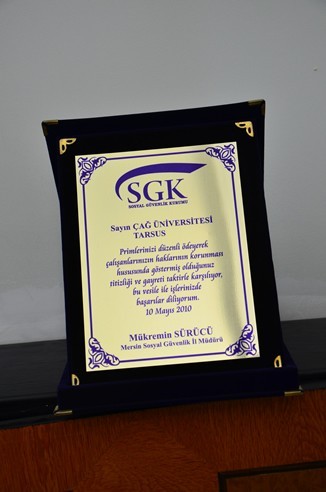 SGK
SOSYAL GÜVENLİK KURUMU
Sayın ÇAĞ ÜNİVERSİTESİ
TARSUS
Primlerinizi düzenli ödeyerek
çalışanlarınızın haklarının korunması
hususunda göstermiş olduğunuz
titizliği ve gayreti taktirle karşılıyor,
bu vesile ile işlerinizde
başarılar diliyorum.
10 Mayıs 2010
Mükremin SÜRÜCÜ
Mersin Sosyal Güvenlik İl Müdürü